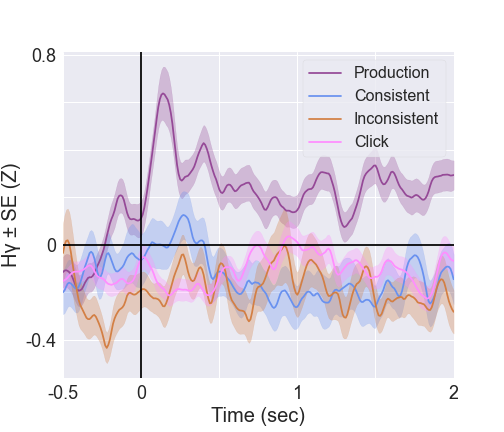 0.8
Production
Consistent
Inconsistent
Click
Hγ ± SE (Z)
0
-0.4
-0.5
0
1
2
Time (sec)